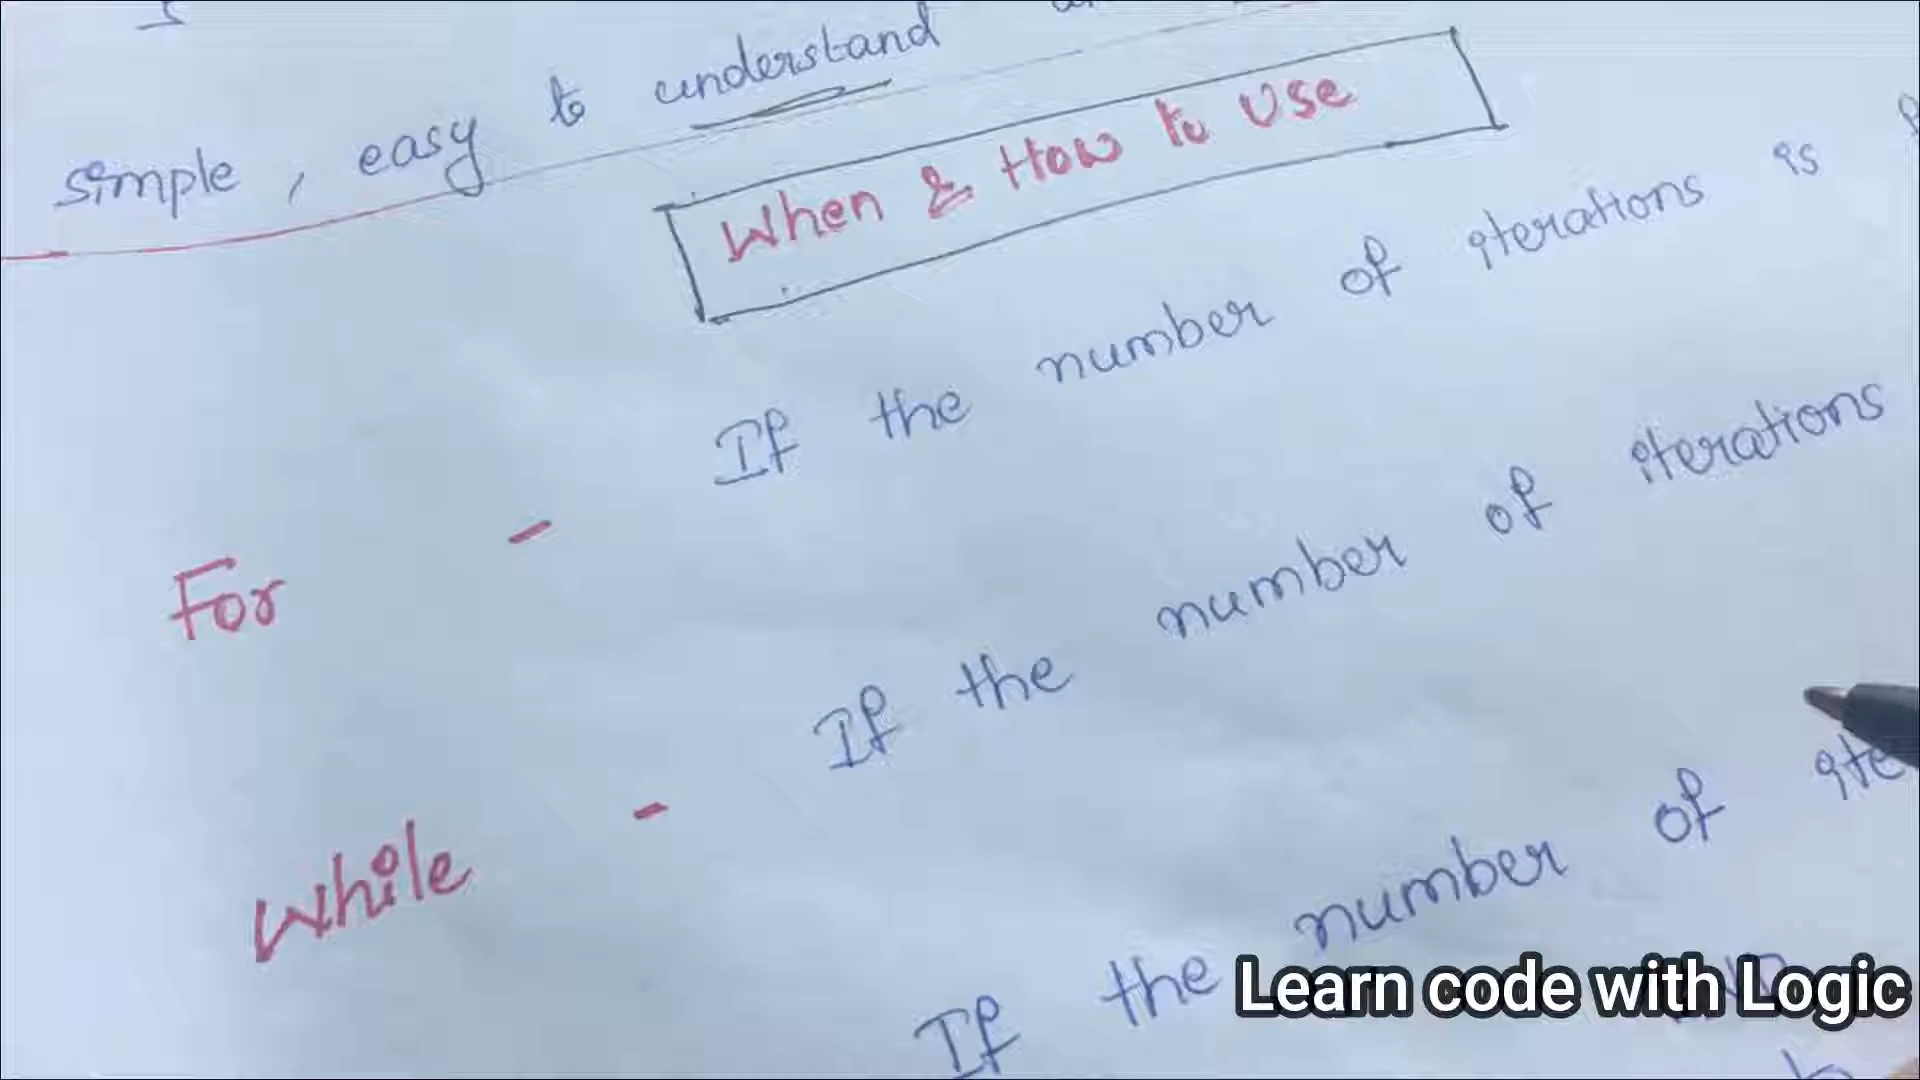 simple, easy to understand
When & How to Use
For - If the number of iterations is
While - If the number of iterations
If the number of ite
Learn code with Logic